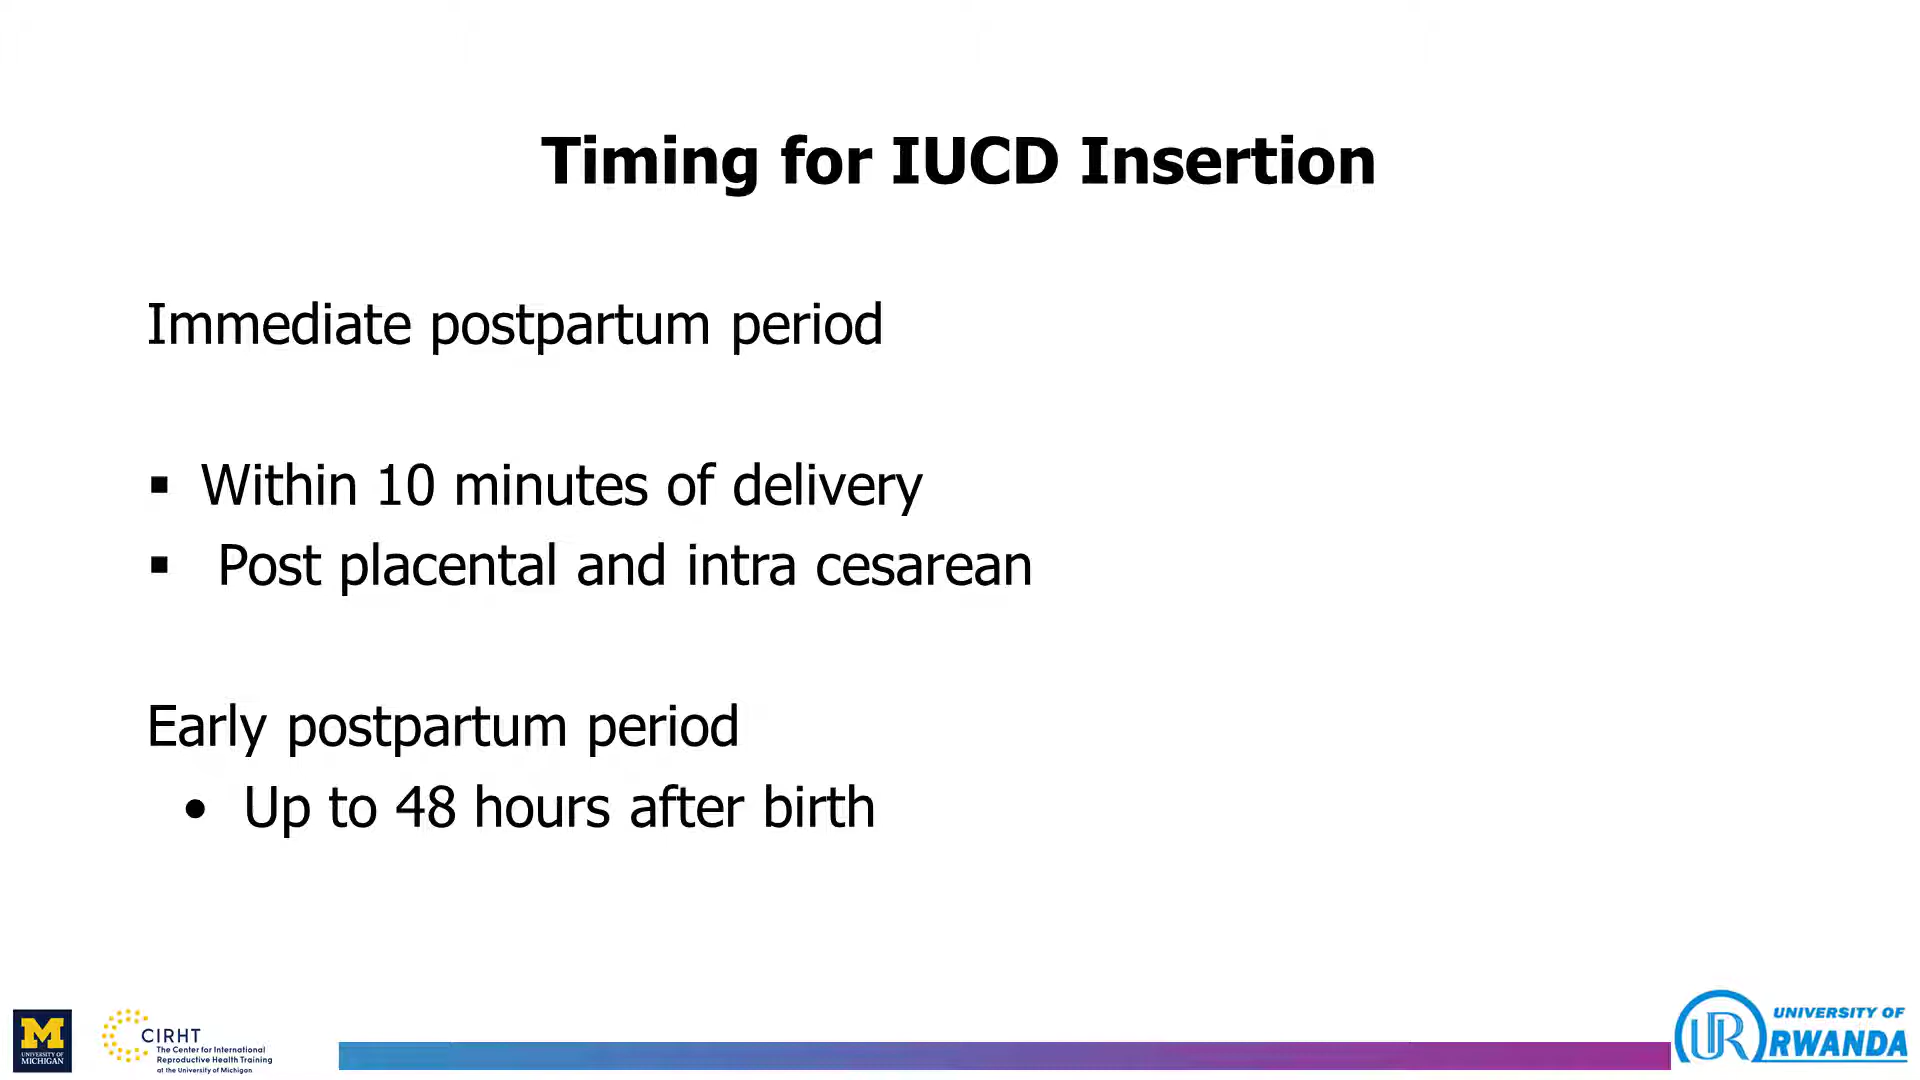 Timing for IUCD Insertion
Immediate postpartum period
▪ Within 10 minutes of delivery
▪ Post placental and intra cesarean
Early postpartum period
• Up to 48 hours after birth
M
UNIVERSITY OF
MICHIGAN
CIRHT
The Center for International
Reproductive Health Training
at the University of Michigan
UR
UNIVERSITY OF
RWANDA